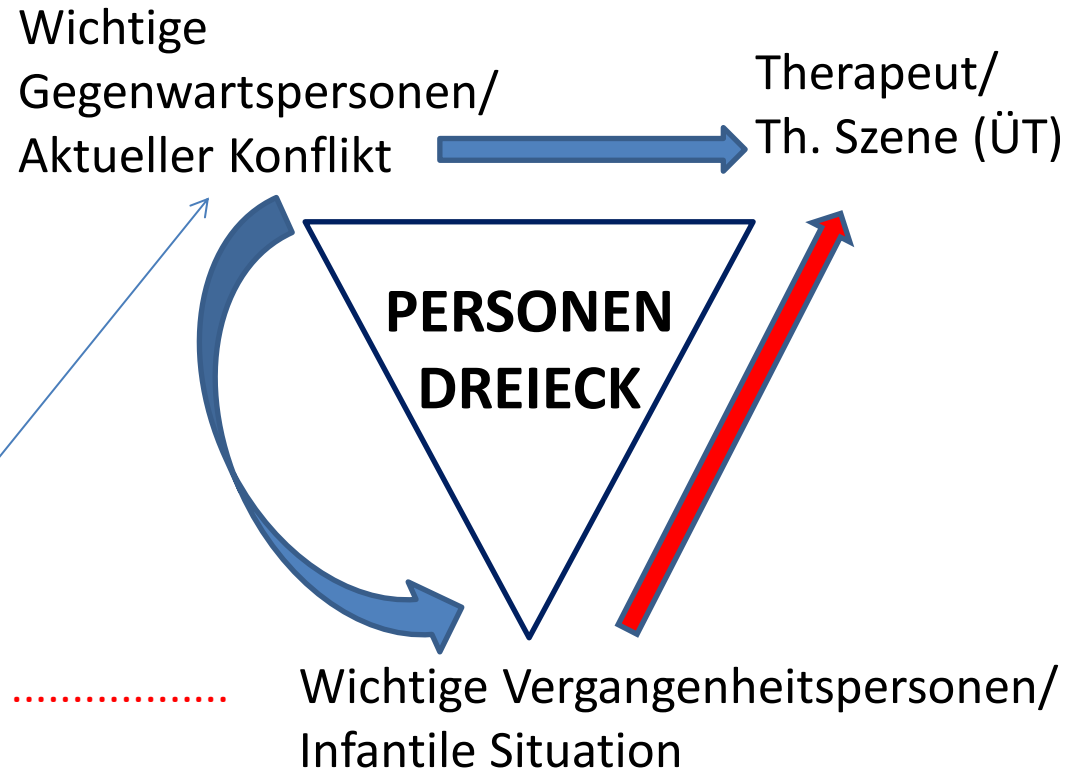 Wichtige
Gegenwartspersonen/
Aktueller Konflikt
Therapeut/
Th. Szene (ÜT)
PERSONEN
DREIECK
..................
Wichtige Vergangenheitspersonen/
Infantile Situation